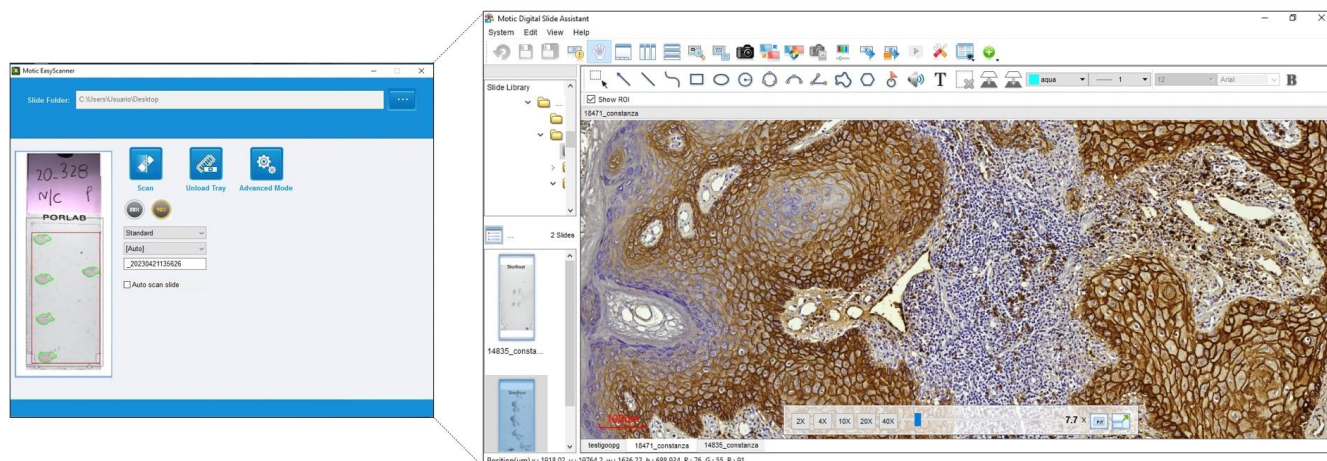 Motic EasyScanner
Slide Folder: C:\Users\Usuario\Desktop ...
20_328
N/C P
PORLAB
Scan
Unload Tray
Advanced Mode
Standard
[Auto]
_20230421135626
Auto scan slide
Motic Digital Slide Assistant
System Edit View Help
T
aqua
1
12
Arial
B
Slide Library
...
Show ROI
18471_constanza
... 2 Slides
14835_consta...
2X 4X 10X 20X 40X
7.7 x
testigoopg 18471_constanza 14835_constanza